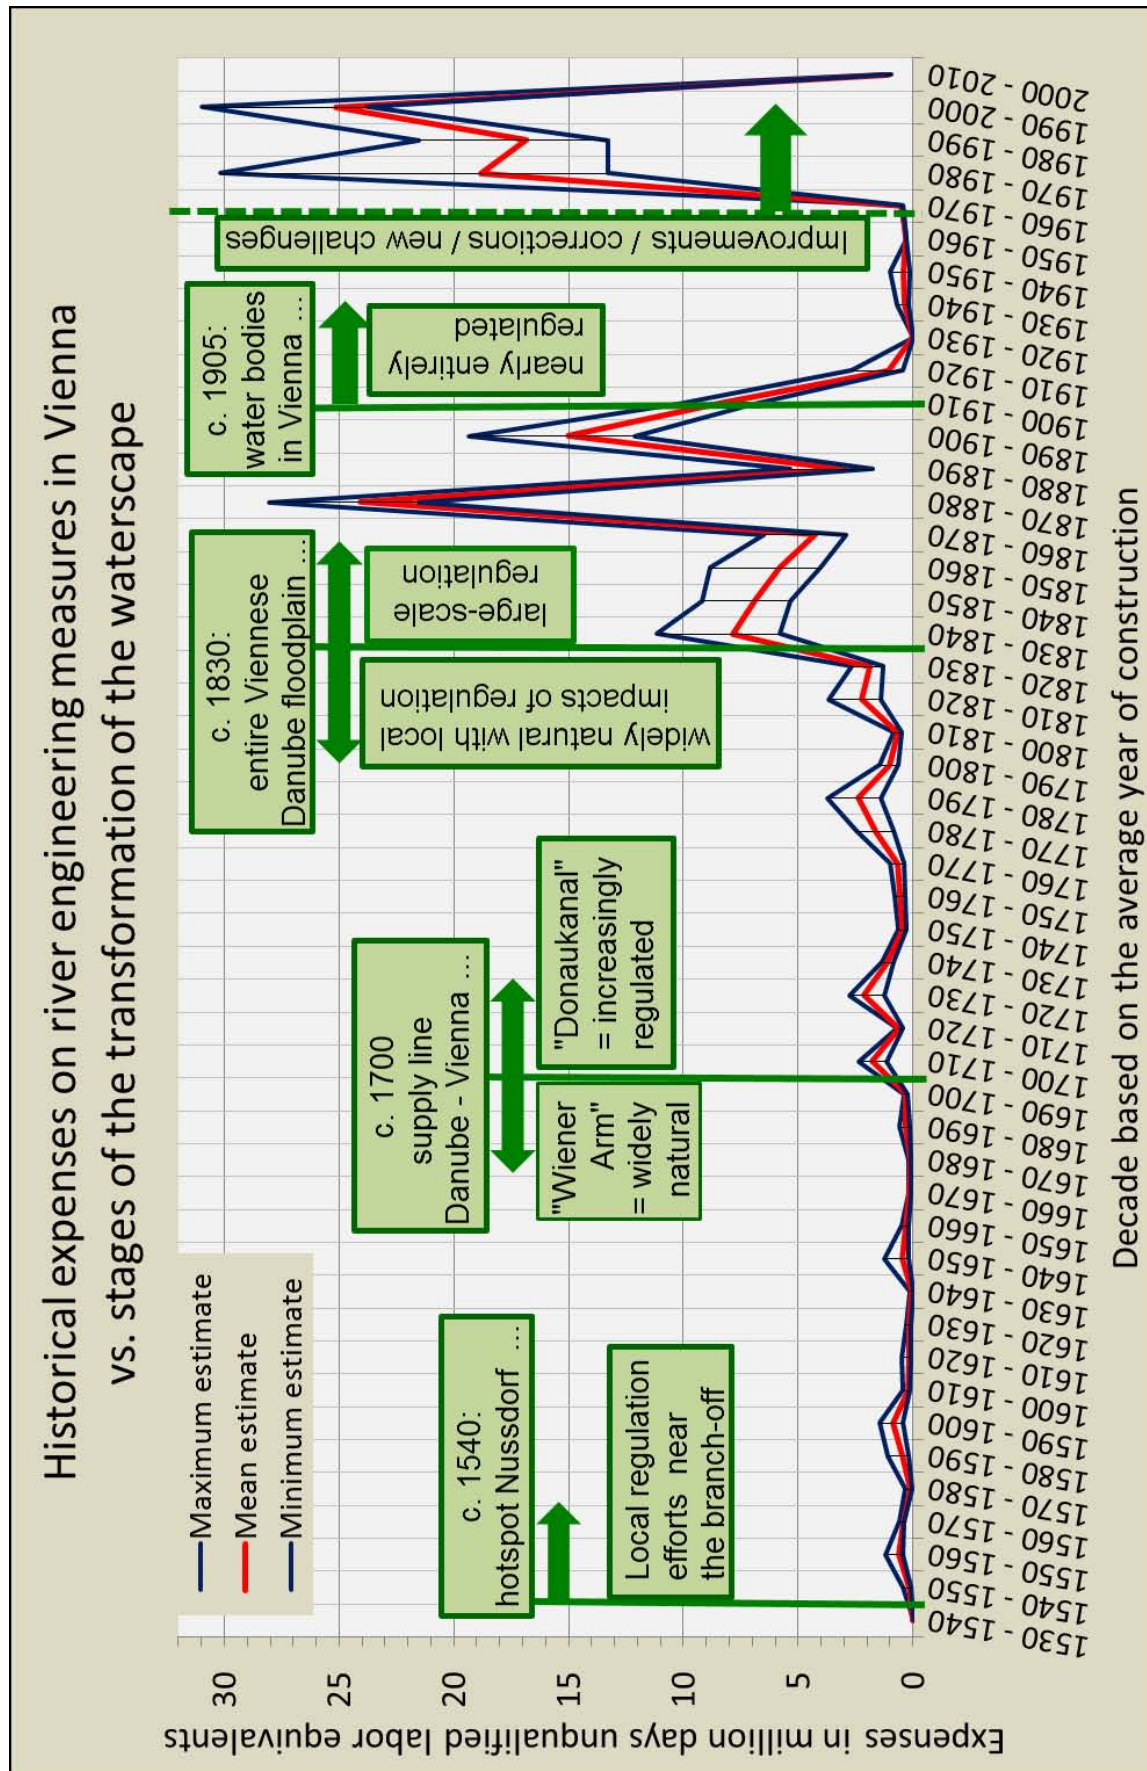 Historical expenses on river engineering measures in Vienna
vs. stages of the transformation of the waterscape
Maximum estimate
Mean estimate
Minimum estimate
Expenses in million days unqualified labor equivalents
30
25
20
15
10
5
0
c. 1540:
hotspot Nussdorf ...
Local regulation
efforts near
the branch-off
c. 1700
supply line
Danube - Vienna ...
"Wiener
Arm"
= widely
natural
"Donaukanal"
= increasingly
regulated
c. 1830:
entire Viennese
Danube floodplain ...
widely natural with local
impacts of regulation
large-scale
regulation
c. 1905:
water bodies
in Vienna ...
nearly entirely
regulated
Improvements / corrections / new challenges
1530 - 1540
1540 - 1550
1550 - 1560
1560 - 1570
1570 - 1580
1580 - 1590
1590 - 1600
1600 - 1610
1610 - 1620
1620 - 1630
1630 - 1640
1640 - 1650
1650 - 1660
1660 - 1670
1670 - 1680
1680 - 1690
1690 - 1700
1700 - 1710
1710 - 1720
1720 - 1730
1730 - 1740
1740 - 1750
1750 - 1760
1760 - 1770
1770 - 1780
1780 - 1790
1790 - 1800
1800 - 1810
1810 - 1820
1820 - 1830
1830 - 1840
1840 - 1850
1850 - 1860
1860 - 1870
1870 - 1880
1880 - 1890
1890 - 1900
1900 - 1910
1910 - 1920
1920 - 1930
1930 - 1940
1940 - 1950
1950 - 1960
1960 - 1970
1970 - 1980
1980 - 1990
1990 - 2000
2000 - 2010
Decade based on the average year of construction